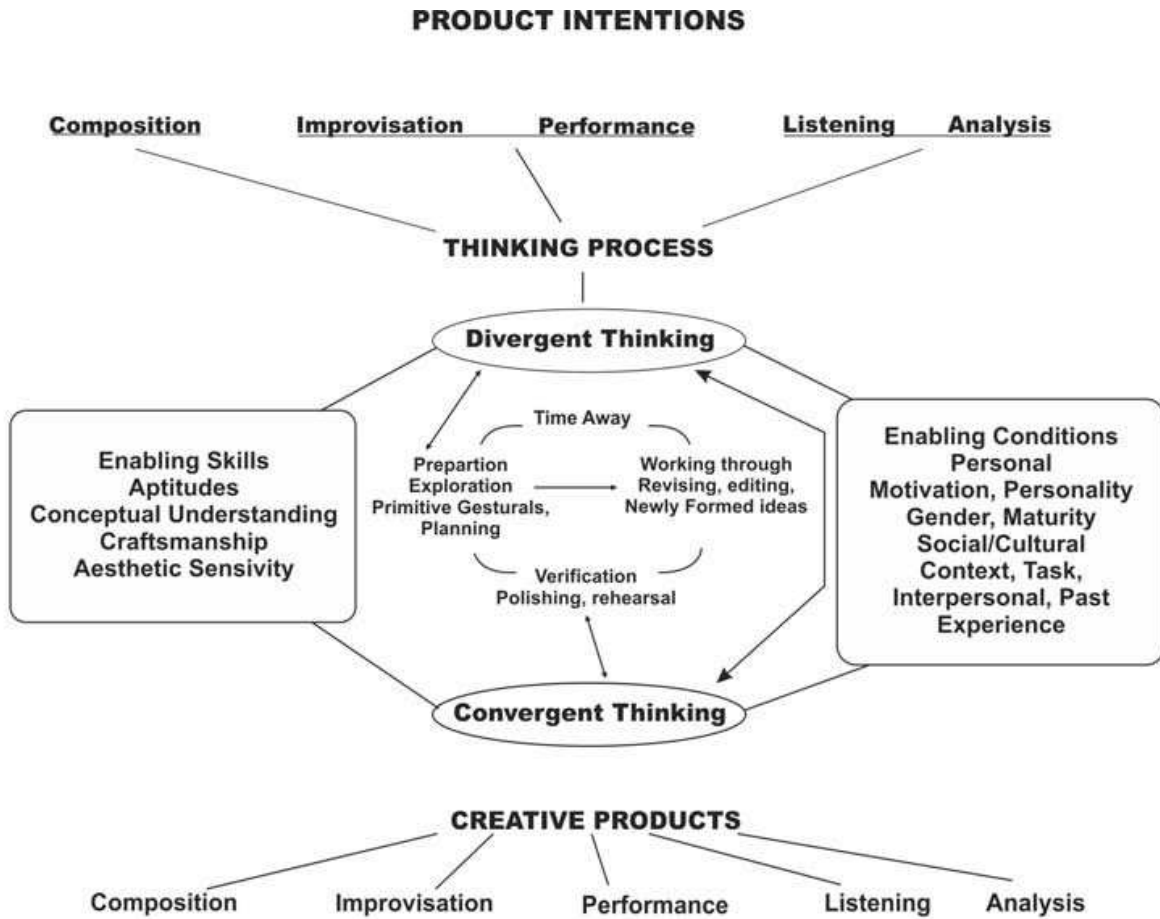 PRODUCT INTENTIONS
Composition Improvisation Performance Listening Analysis
THINKING PROCESS
Divergent Thinking
Enabling Skills
Aptitudes
Conceptual Understanding
Craftsmanship
Aesthetic Sensivity
Time Away
Prepartion
Exploration
Primitive Gesturals,
Planning
Working through
Revising, editing,
Newly Formed ideas
Verification
Polishing, rehearsal
Enabling Conditions
Personal
Motivation, Personality
Gender, Maturity
Social/Cultural
Context, Task,
Interpersonal, Past
Experience
Convergent Thinking
CREATIVE PRODUCTS
Composition Improvisation Performance Listening Analysis